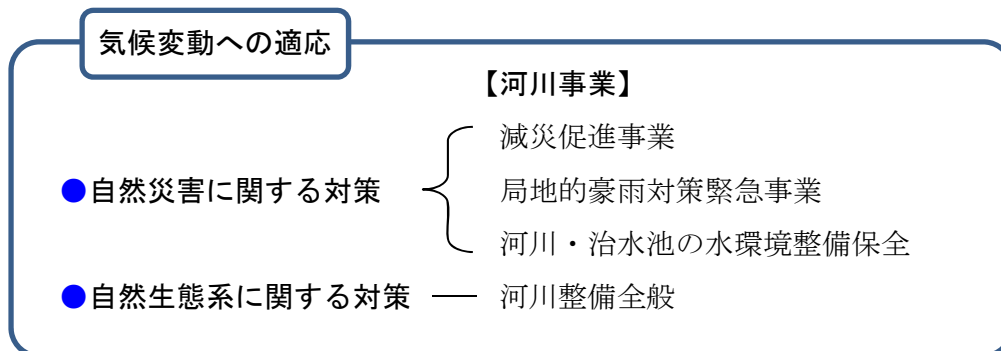 気候変動への適応
【河川事業】
減災促進事業
●自然災害に関する対策
局地的豪雨対策緊急事業
河川・治水池の水環境整備保全
●自然生態系に関する対策
河川整備全般